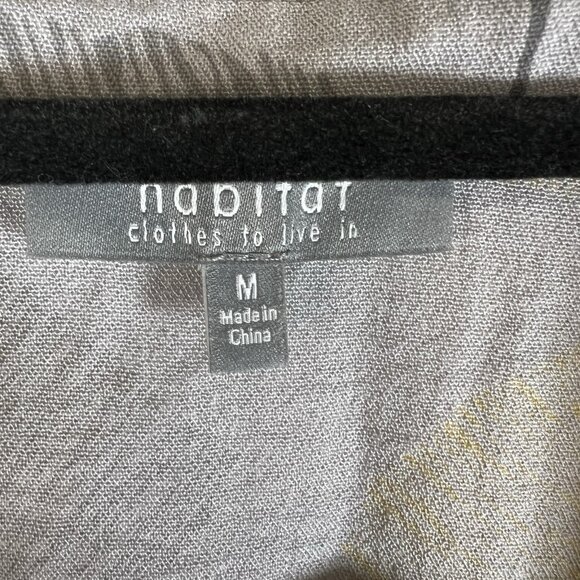 habitat
clothes to live in
M
Made in
China